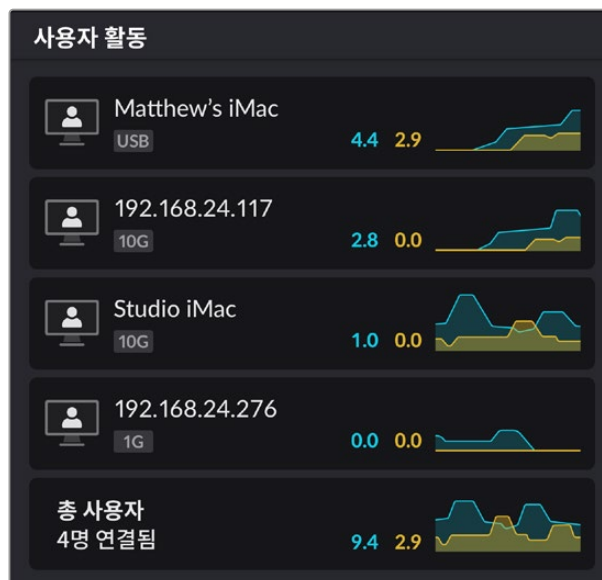 사용자 활동
Matthew's iMac
USB
4.4 2.9
192.168.24.117
10G
2.8 0.0
Studio iMac
10G
1.0 0.0
192.168.24.276
1G
0.0 0.0
총 사용자
4명 연결됨
9.4 2.9